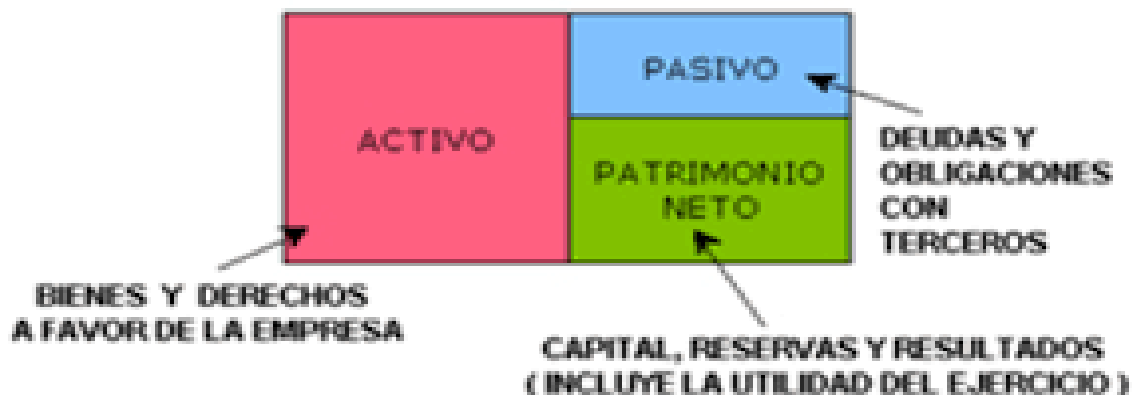 PASIVO
ACTIVO
PATRIMONIO
NETO
DEUDAS Y
OBLIGACIONES
CON
TERCEROS
BIENES Y DERECHOS
A FAVOR DE LA EMPRESA
CAPITAL, RESERVAS Y RESULTADOS
( INCLUYE LA UTILIDAD DEL EJERCICIO )